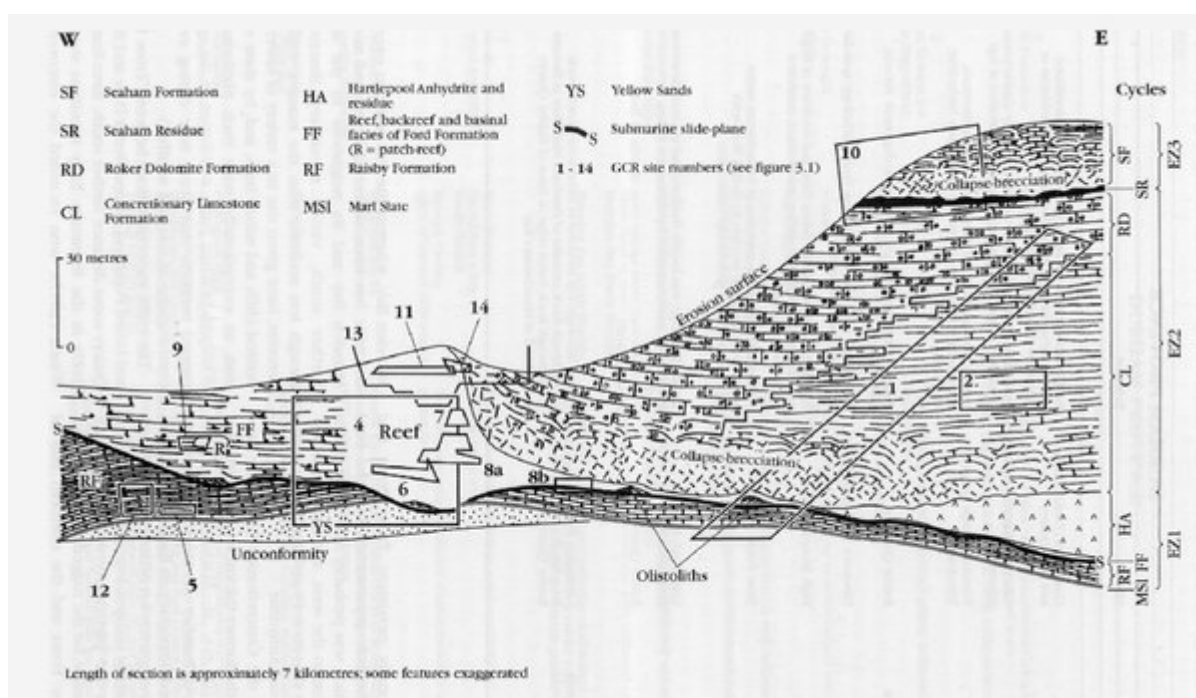 W
E
SF Seaham Formation
SR Seaham Residue
RD Roker Dolomite Formation
CL Concretionary Limestone
Formation
HA Hartlepool Anhydrite and
residue
FF Reef, backreef and basinal
facies of Ford Formation
(R = patch-reef)
RF Raisby Formation
MSl Marl Slate
YS Yellow Sands
S S Submarine slide-plane
1 - 14 GCR site numbers (see figure 3.1)
Cycles
30 metres
0
10
Collapse-brecciation
SF
SR
RD
EZ3
Erosion surface
11
14
13
9
EZ2
CL
1
2
FF
R
4
Reef
7
S
Collapse-brecciations
8a
8b
RF
6
YS
HA
EZ1
Unconformity
S
FF
RF
MSl
Olistoliths
12
5
Length of section is approximately 7 kilometres; some features exaggerated